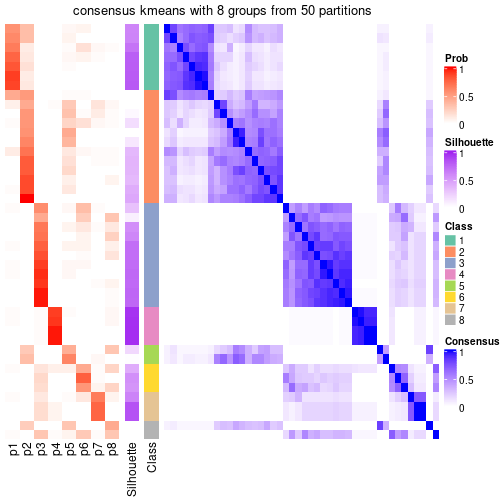 consensus kmeans with 8 groups from 50 partitions
Prob
1
0.5
0
Silhouette
1
0.5
0
Class
1
2
3
4
5
6
7
8
Consensus
1
0.5
0
p1
p2
p3
p4
p5
p6
p7
p8
Silhouette
Class